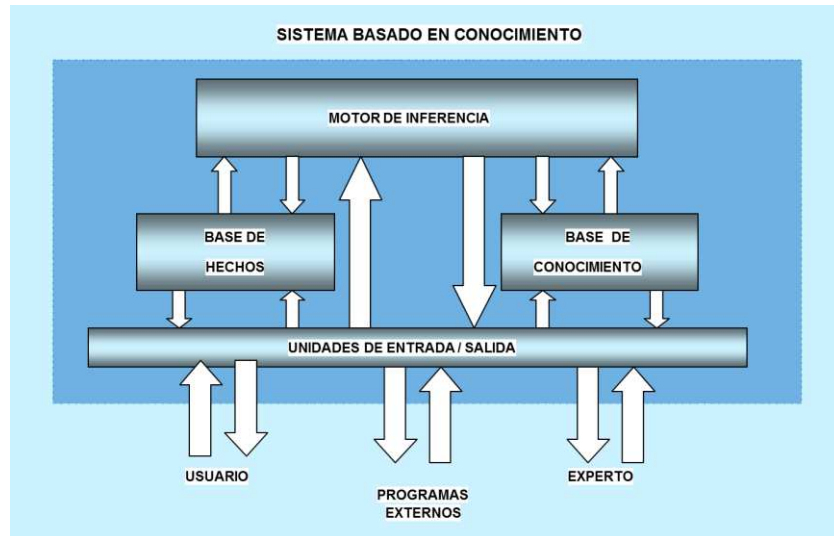 SISTEMA BASADO EN CONOCIMIENTO
MOTOR DE INFERENCIA
BASE DE
HECHOS
BASE DE
CONOCIMIENTO
UNIDADES DE ENTRADA / SALIDA
USUARIO
PROGRAMAS
EXTERNOS
EXPERTO